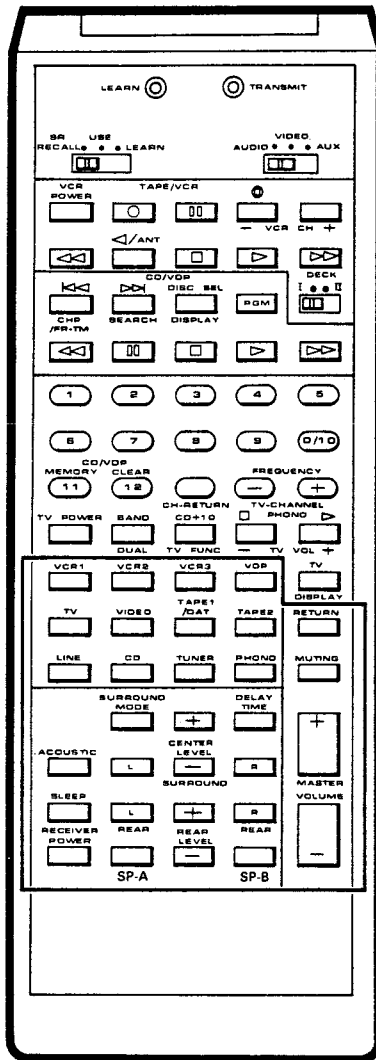 LEARN TRANSMIT
SR USE VIDEO
RECALL LEARN AUDIO AUX
VCR POWER TAPE/VCR
- VCR CH +
◁/ANT
DECK
CD/VDP
DISC SEL
PGM
I II
CHP /FR-TM SEARCH DISPLAY
1 2 3 4 5
6 7 8 9 0/10
CD/VDP
MEMORY CLEAR FREQUENCY
11 12 - +
CH-RETURN TV-CHANNEL
TV POWER BAND CD+10 PHONO
DUAL TV FUNC - TV VOL +
VCR1 VCR2 VCR3 VDP TV
DISPLAY
TV VIDEO TAPE1 /DAT TAPE2 RETURN
LINE CD TUNER PHONO MUTING
SURROUND MODE + DELAY TIME
+
CENTER LEVEL
ACOUSTIC L - R
SURROUND MASTER
SLEEP L + R VOLUME
RECEIVER POWER REAR REAR LEVEL REAR
- -
SP-A SP-B